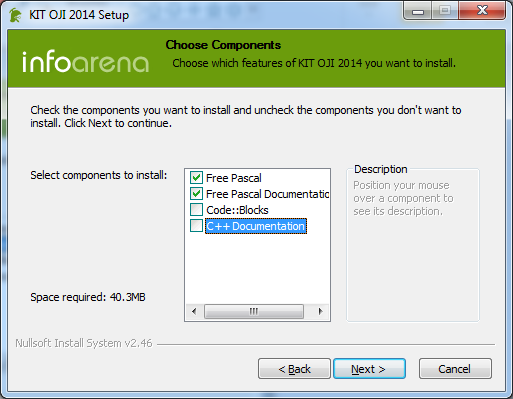 KIT OJI 2014 Setup
infoarena
Choose Components
Choose which features of KIT OJI 2014 you want to install.
Check the components you want to install and uncheck the components you don't want to
install. Click Next to continue.
Select components to install:
Free Pascal
Free Pascal Documentatio
Code::Blocks
C++ Documentation
Description
Position your mouse
over a component to
see its description.
Space required: 40.3MB
Nullsoft Install System v2.46
< Back
Next >
Cancel